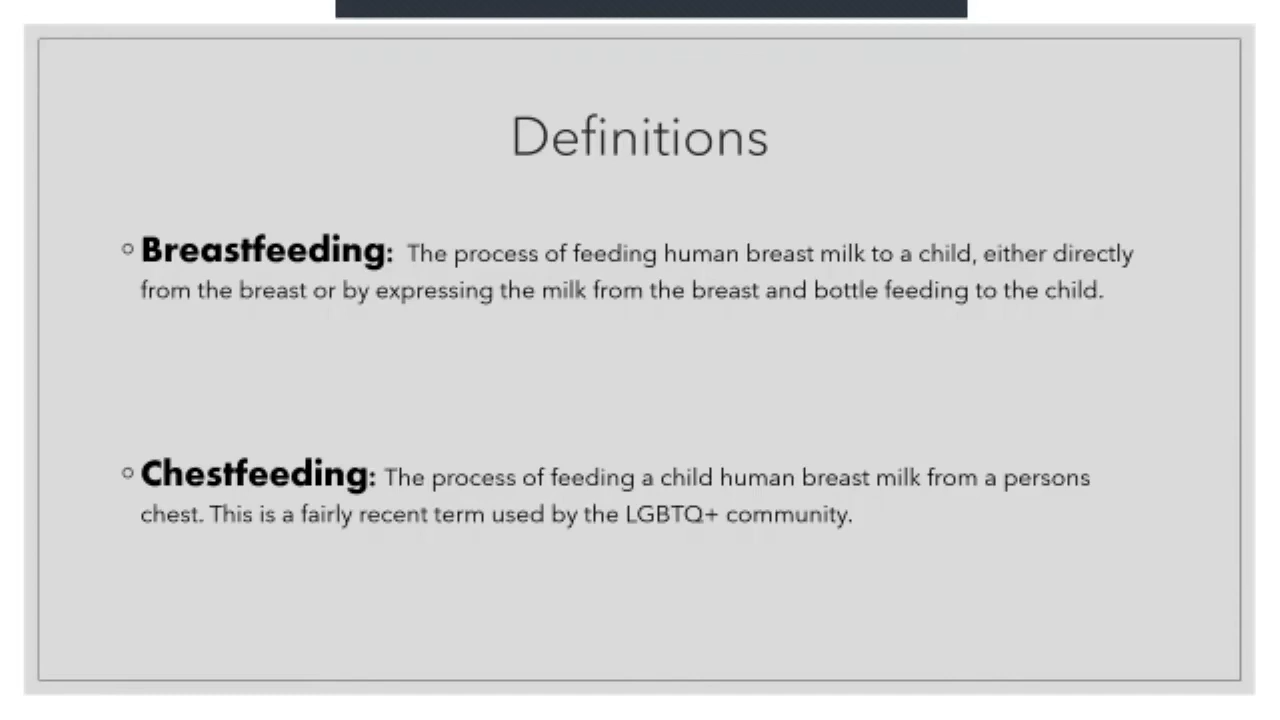 Definitions
◦ Breastfeeding: The process of feeding human breast milk to a child, either directly
from the breast or by expressing the milk from the breast and bottle feeding to the child.
◦ Chestfeeding: The process of feeding a child human breast milk from a persons
chest. This is a fairly recent term used by the LGBTQ+ community.